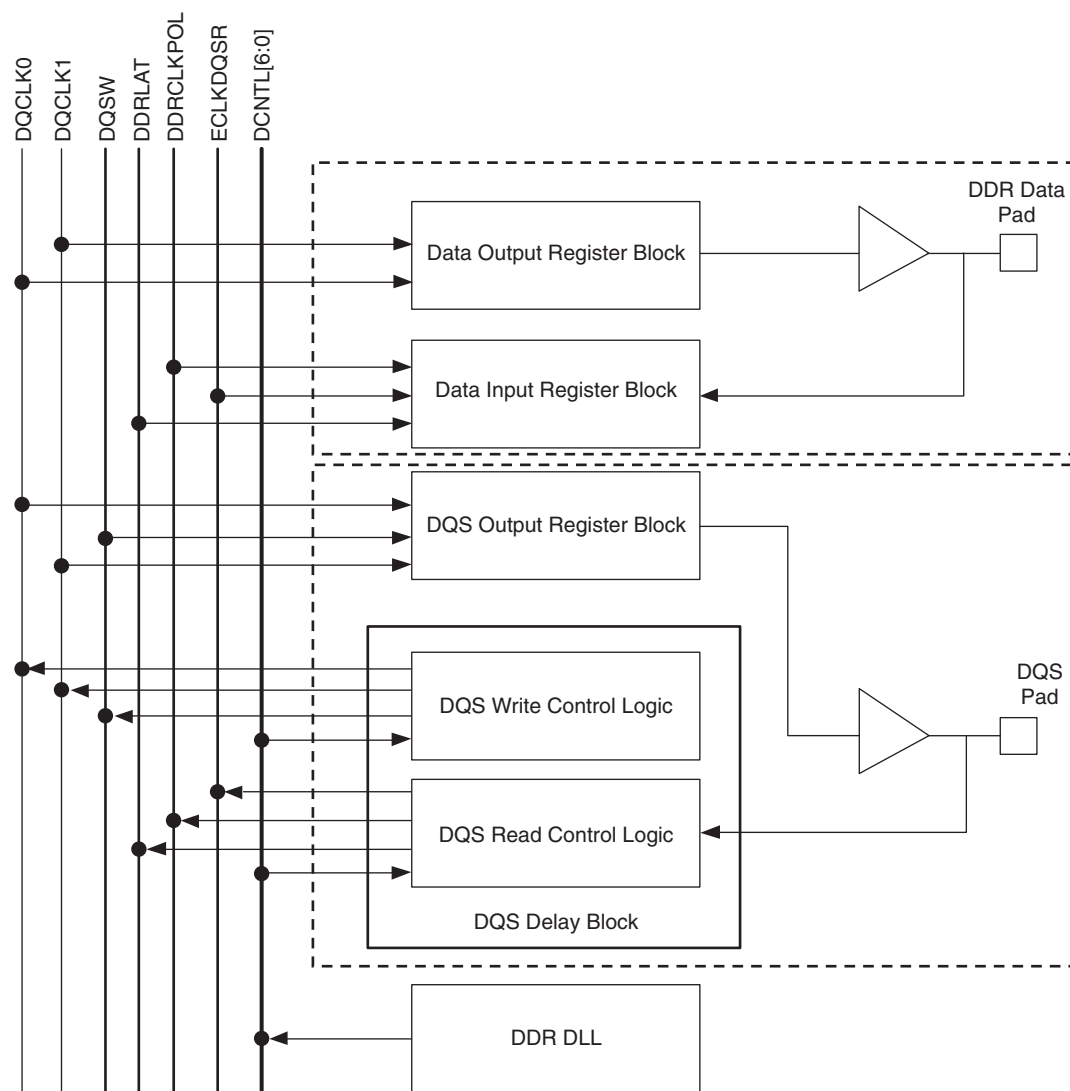 DQCLK0
DQCLK1
DQSW
DDRLAT
DDRCLKPOL
ECLKDQSR
DCNTL[6:0]
DDR Data
Pad
Data Output Register Block
Data Input Register Block
DQS Output Register Block
DQS Write Control Logic
DQS
Pad
DQS Read Control Logic
DQS Delay Block
DDR DLL